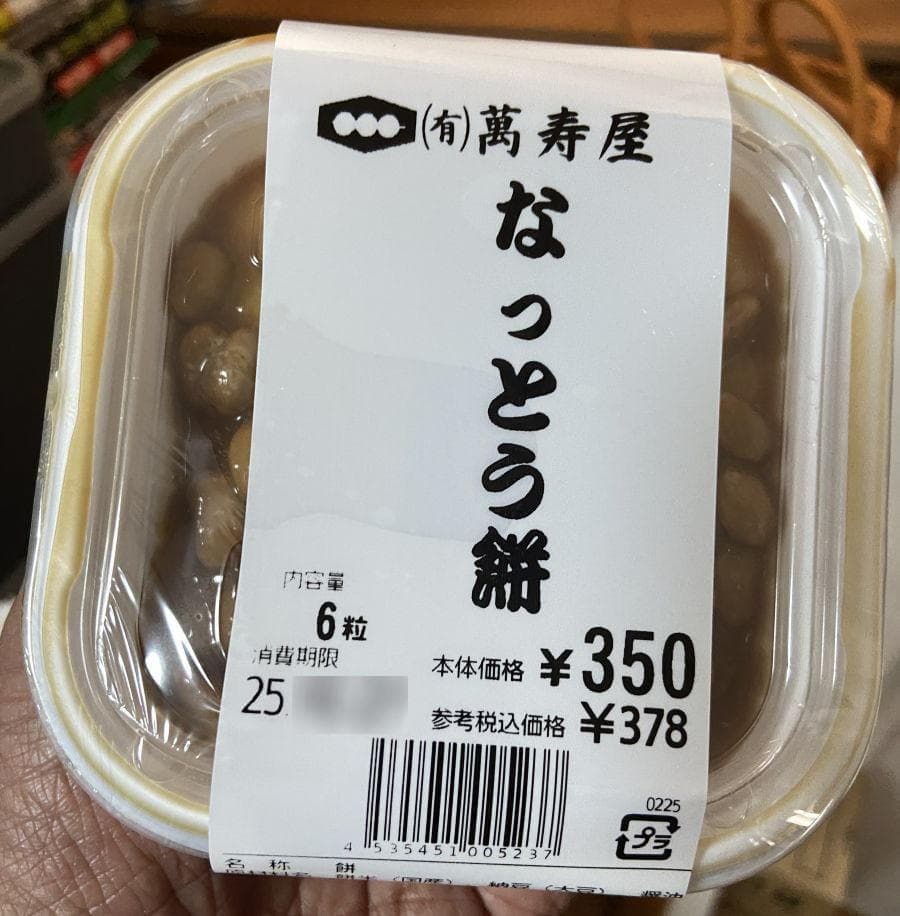 (有)萬寿屋
なっとう餅
内容量
6粒
消費期限
25.
本体価格 ¥350
参考税込価格 ¥378
0225
プラ
4 535451 005237
名称 餅